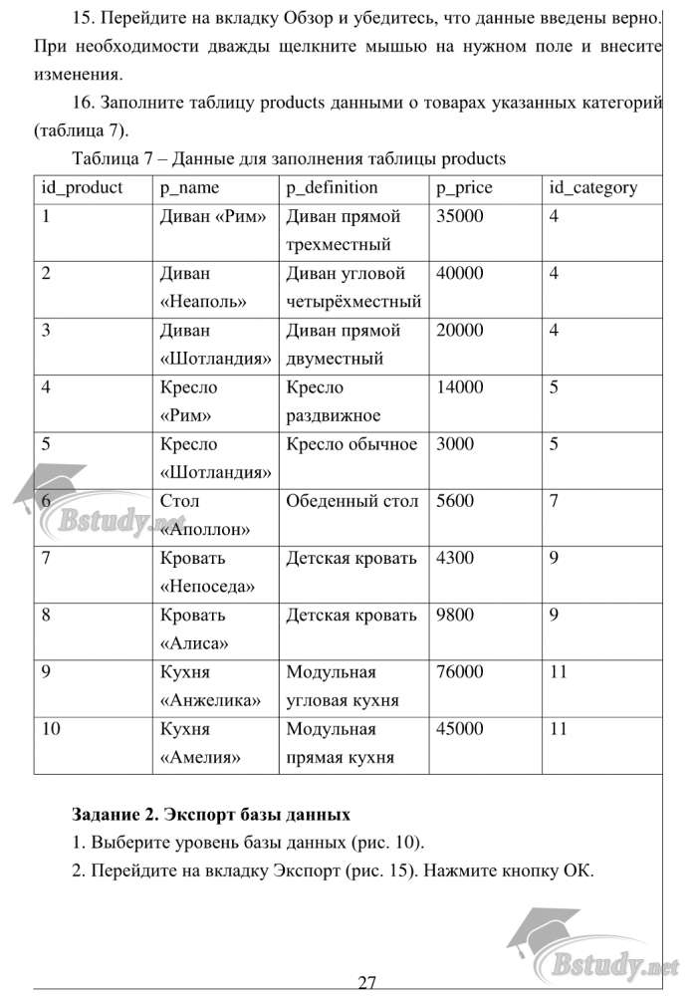 15. Перейдите на вкладку Обзор и убедитесь, что данные введены верно.
При необходимости дважды щелкните мышью на нужном поле и внесите
изменения.
16. Заполните таблицу products данными о товарах указанных категорий
(таблица 7).
Таблица 7 – Данные для заполнения таблицы products
id_product p_name p_definition p_price id_category
1 Диван «Рим» Диван прямой 35000 4
трехместный
2 Диван Диван угловой 40000 4
«Неаполь» четырёхместный
3 Диван Диван прямой 20000 4
«Шотландия» двуместный
4 Кресло Кресло 14000 5
«Рим» раздвижное
5 Кресло Кресло обычное 3000 5
«Шотландия»
6 Стол Обеденный стол 5600 7
«Аполлон»
Bstudy.net
7 Кровать Детская кровать 4300 9
«Непоседа»
8 Кровать Детская кровать 9800 9
«Алиса»
9 Кухня Модульная 76000 11
«Анжелика» угловая кухня
10 Кухня Модульная 45000 11
«Амелия» прямая кухня
Задание 2. Экспорт базы данных
1. Выберите уровень базы данных (рис. 10).
2. Перейдите на вкладку Экспорт (рис. 15). Нажмите кнопку ОК.
Bstudy.net
27